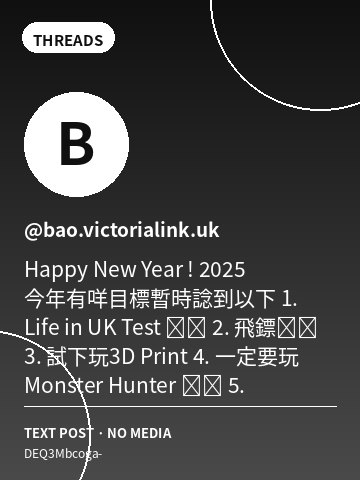 THREADS
B
@bao.victorialink.uk
Happy New Year ! 2025
今年有咩目標暫時諗到以下 1.
Life in UK Test 2. 飛鏢
3. 試下玩3D Print 4. 一定要玩
Monster Hunter 5.
TEXT POST · NO MEDIA
DEQ3Mbcoga-